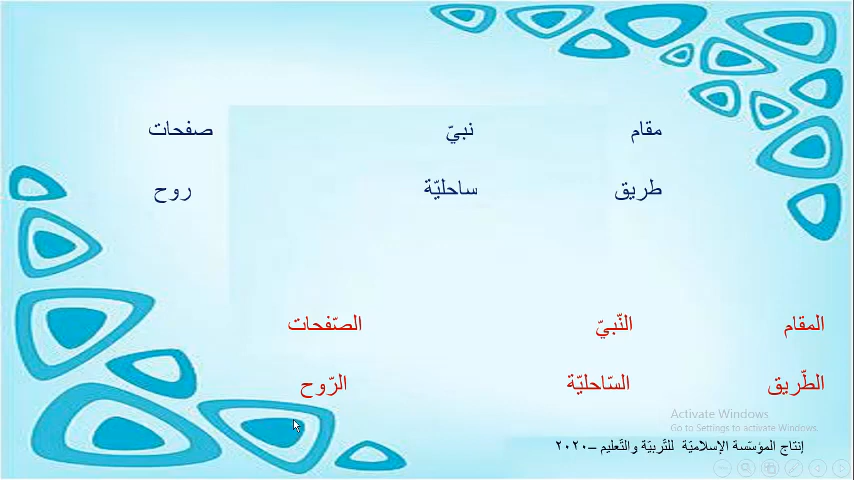 مقام نبيّ صفحات
طريق ساحليّة روح
المقام النّبيّ الصّفحات
الطّريق السّاحليّة الرّوح
Activate Windows
Go to Settings to activate Windows.
إنتاج المؤسّسة الإسلاميّة للتّربيّة والتّعليم –٢٠٢٠